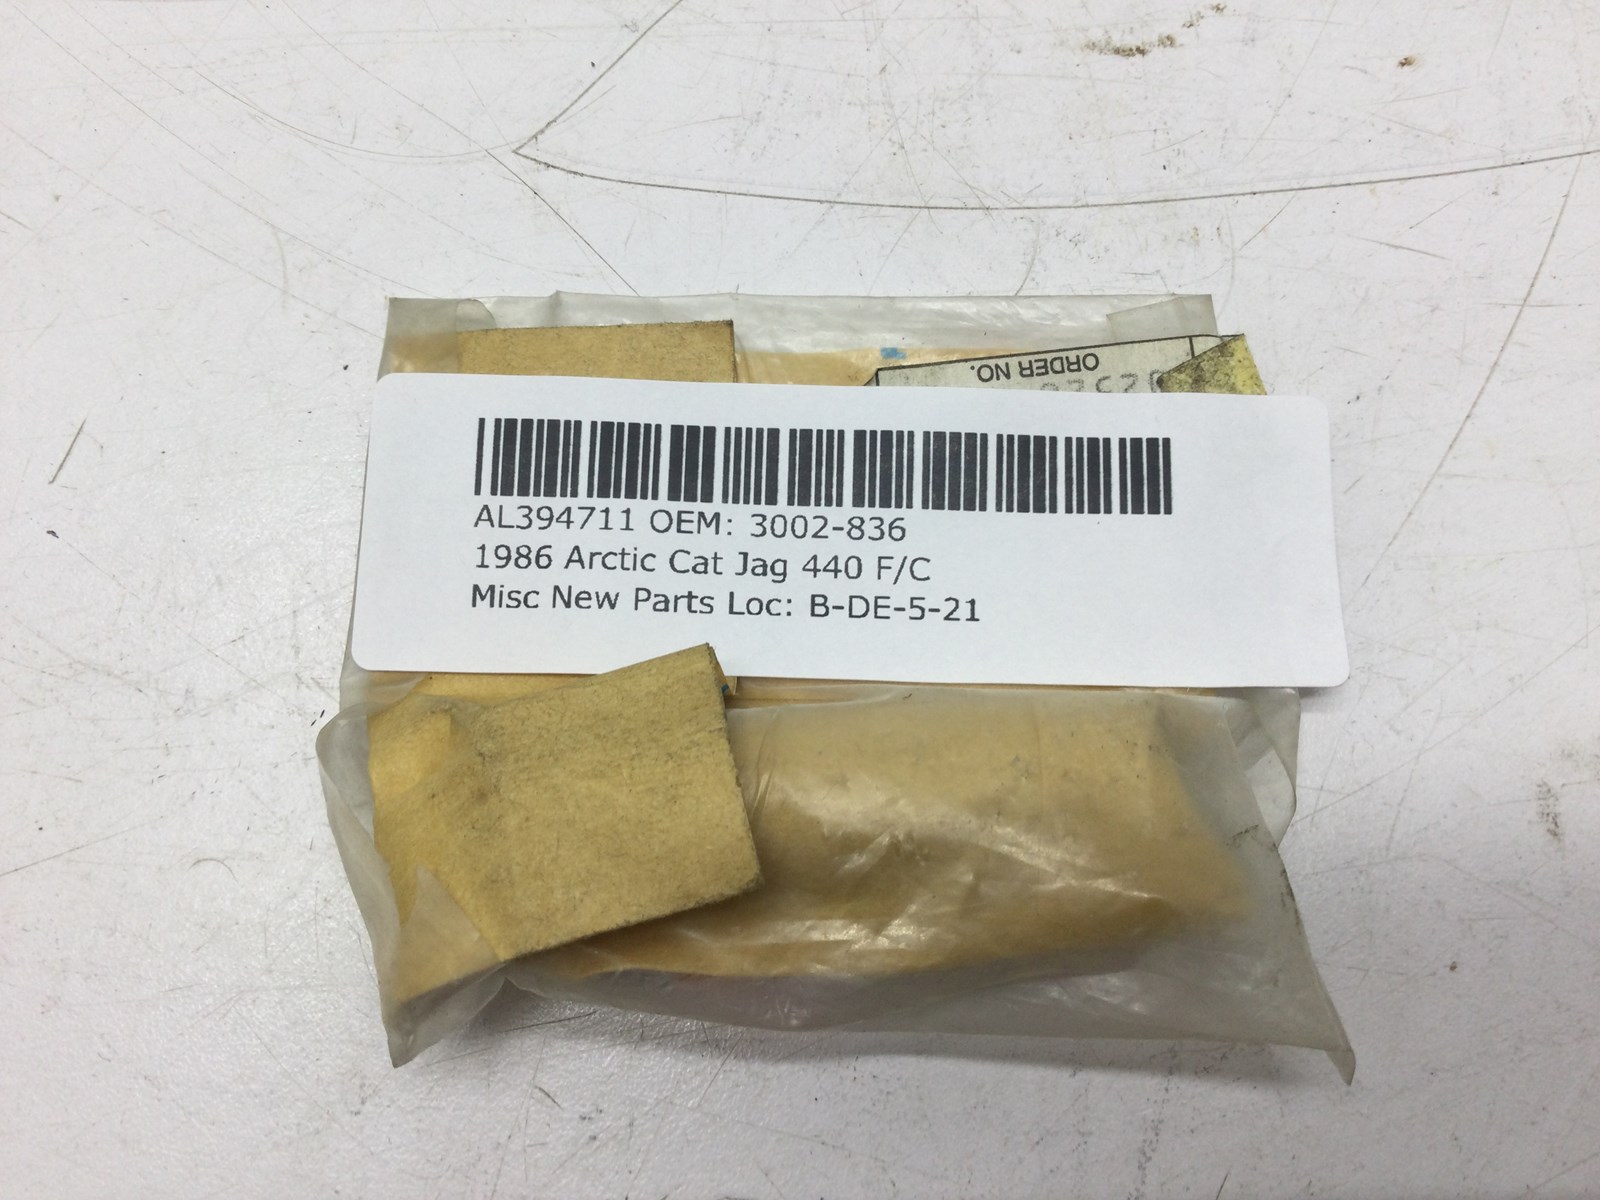 ORDER NO.
AL394711 OEM: 3002-836
1986 Arctic Cat Jag 440 F/C
Misc New Parts Loc: B-DE-5-21